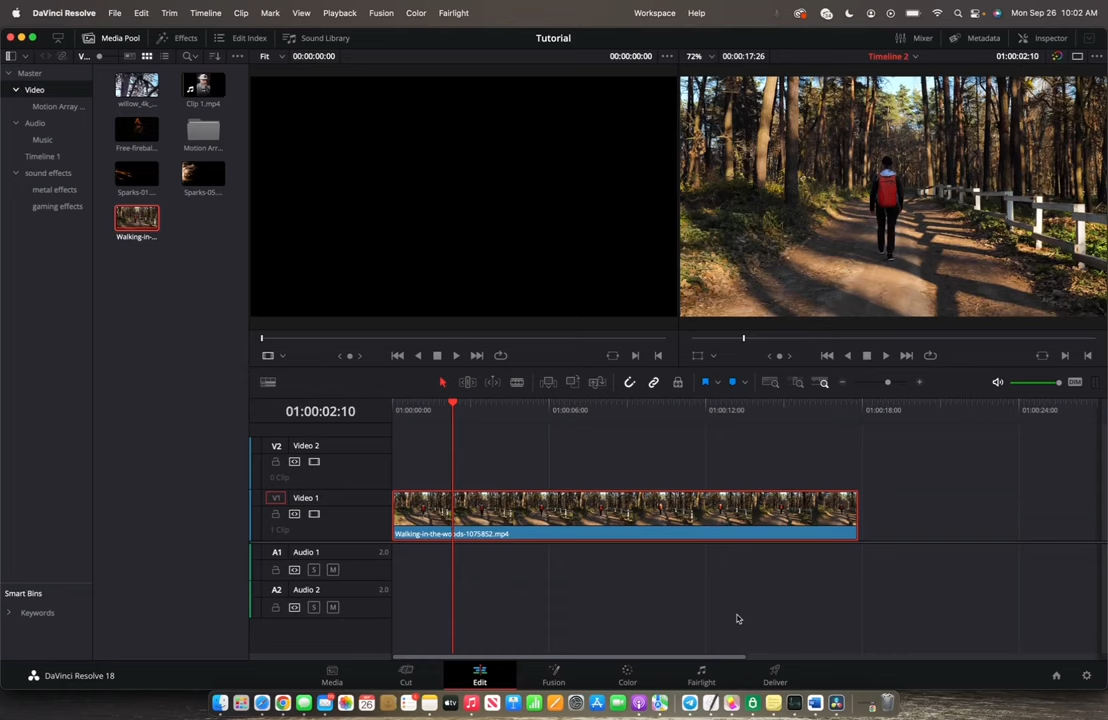 DaVinci Resolve File Edit Trim Timeline Clip Mark View Playback Fusion Color Fairlight Workspace Help Mon Sep 26 10:02 AM
Media Pool Effects Edit Index Sound Library Tutorial Mixer Metadata Inspector
V... Fit 00:00:00:00 00:00:00:00 72% 00:00:17:26 Timeline 2 01:00:02:10
Master
Video
Motion Array ...
Audio
Music
Timeline 1
sound effects
metal effects
gaming effects
willow_4k_... Clip 1.mp4
Free-firebal... Motion Arr...
Sparks-01.... Sparks-05....
Walking-in-...
DIM
01:00:02:10 01:00:00:00 01:00:06:00 01:00:12:00 01:00:18:00 01:00:24:00
V2 Video 2
0 Clip
V1 Video 1
1 Clip
Walking-in-the-woods-1075852.mp4
A1 Audio 1 2.0
S M
A2 Audio 2 2.0
S M
Smart Bins
Keywords
DaVinci Resolve 18 Media Cut Edit Fusion Color Fairlight Deliver